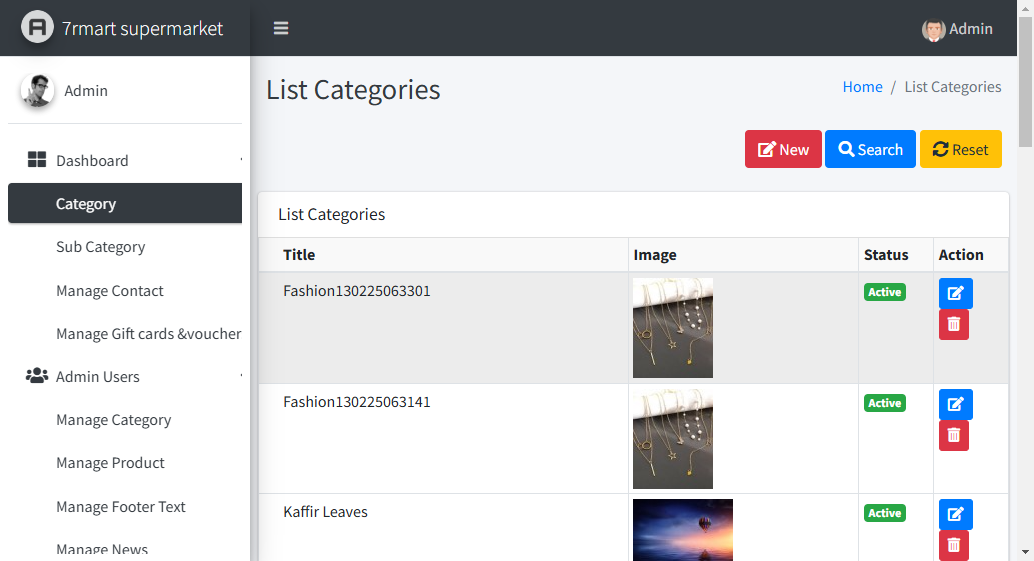 7rmart supermarket
Admin
Admin
List Categories
Home / List Categories
New
Search
Reset
Dashboard
Category
Sub Category
Manage Contact
Manage Gift cards &voucher
Admin Users
Manage Category
Manage Product
Manage Footer Text
Manage News
List Categories
Title Image Status Action
Fashion130225063301 Active
Fashion130225063141 Active
Kaffir Leaves Active